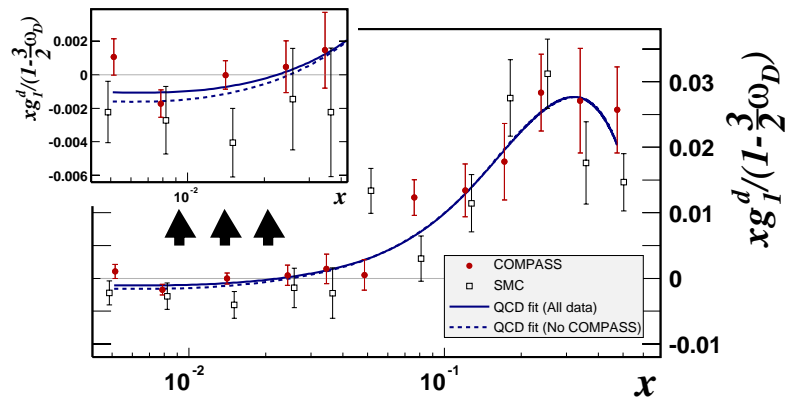 xg₁ᵈ/(1-3/2ω_D)
0.002
0
-0.002
-0.004
-0.006
10⁻²
x
xg₁ᵈ/(1-3/2ω_D)
0.03
0.02
0.01
0
-0.01
COMPASS
SMC
QCD fit (All data)
QCD fit (No COMPASS)
10⁻²
10⁻¹
x